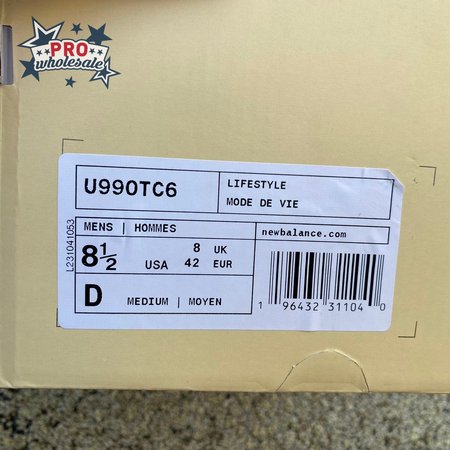 PRO
wholesale
U990TC6
LIFESTYLE
MODE DE VIE
MENS | HOMMES
newbalance.com
8½ USA
8 UK
42 EUR
D MEDIUM | MOYEN
1 96432 31104 0
L231041053